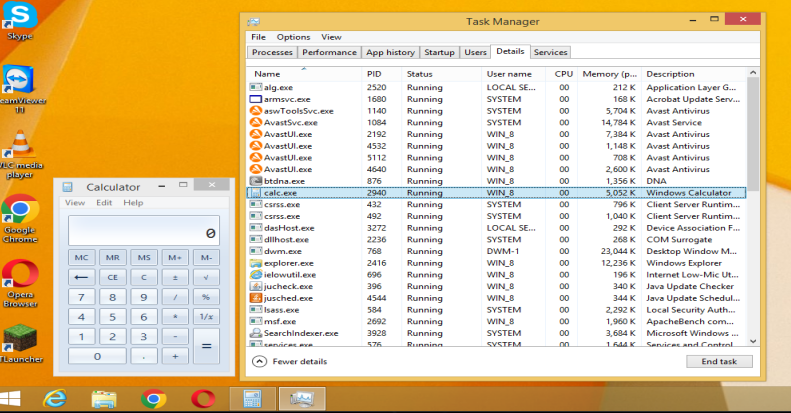 Skype
TeamViewer
11
VLC media
player
Google
Chrome
Opera
Browser
TLauncher
Calculator
View Edit Help
0
MC MR MS M+ M-
← CE C ± √
7 8 9 / %
4 5 6 * 1/x
1 2 3 - =
0 . +
Task Manager
File Options View
Processes Performance App history Startup Users Details Services
Name PID Status User name CPU Memory (p... Description
alg.exe 2520 Running LOCAL SE... 00 212 K Application Layer G...
armsvc.exe 1680 Running SYSTEM 00 168 K Acrobat Update Serv...
aswToolsSvc.exe 1140 Running SYSTEM 00 5,704 K Avast Antivirus
AvastSvc.exe 1084 Running SYSTEM 00 14,784 K Avast Service
AvastUI.exe 2192 Running WIN_8 00 7,384 K Avast Antivirus
AvastUI.exe 4532 Running WIN_8 00 1,148 K Avast Antivirus
AvastUI.exe 5112 Running WIN_8 00 708 K Avast Antivirus
AvastUI.exe 4640 Running WIN_8 00 2,600 K Avast Antivirus
btdna.exe 876 Running WIN_8 00 1,356 K DNA
calc.exe 2940 Running WIN_8 00 5,052 K Windows Calculator
csrss.exe 432 Running SYSTEM 00 796 K Client Server Runtim...
csrss.exe 492 Running SYSTEM 00 1,040 K Client Server Runtim...
dasHost.exe 3272 Running LOCAL SE... 00 292 K Device Association F...
dllhost.exe 2236 Running SYSTEM 00 268 K COM Surrogate
dwm.exe 768 Running DWM-1 00 23,044 K Desktop Window M...
explorer.exe 2416 Running WIN_8 00 12,236 K Windows Explorer
ielowutil.exe 696 Running WIN_8 00 196 K Internet Low-Mic Ut...
jucheck.exe 396 Running WIN_8 00 340 K Java Update Checker
jusched.exe 4544 Running WIN_8 00 344 K Java Update Schedul...
lsass.exe 584 Running SYSTEM 00 2,292 K Local Security Auth...
msf.exe 2692 Running WIN_8 00 1,960 K ApacheBench com...
SearchIndexer.exe 3928 Running SYSTEM 00 3,684 K Microsoft Windows ...
services.exe 576 Running SYSTEM 00 1,644 K Services and Control
Fewer details
End task